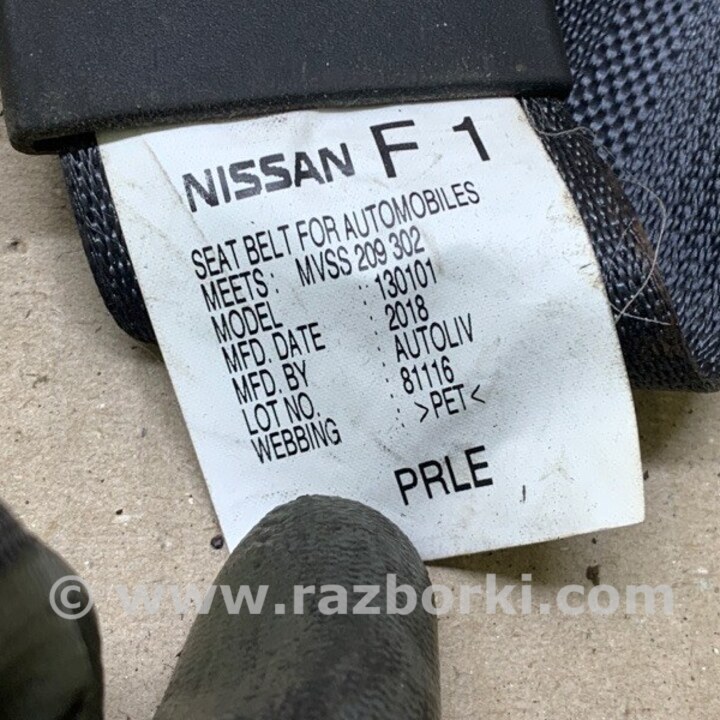 NISSAN F 1
SEAT BELT FOR AUTOMOBILES
MEETS : MVSS 209 302
MODEL : 130101
MFD. DATE : 2018
MFD. BY : AUTOLIV
LOT NO. : 81116
WEBBING : >PET<
PRLE
© www.razborki.com